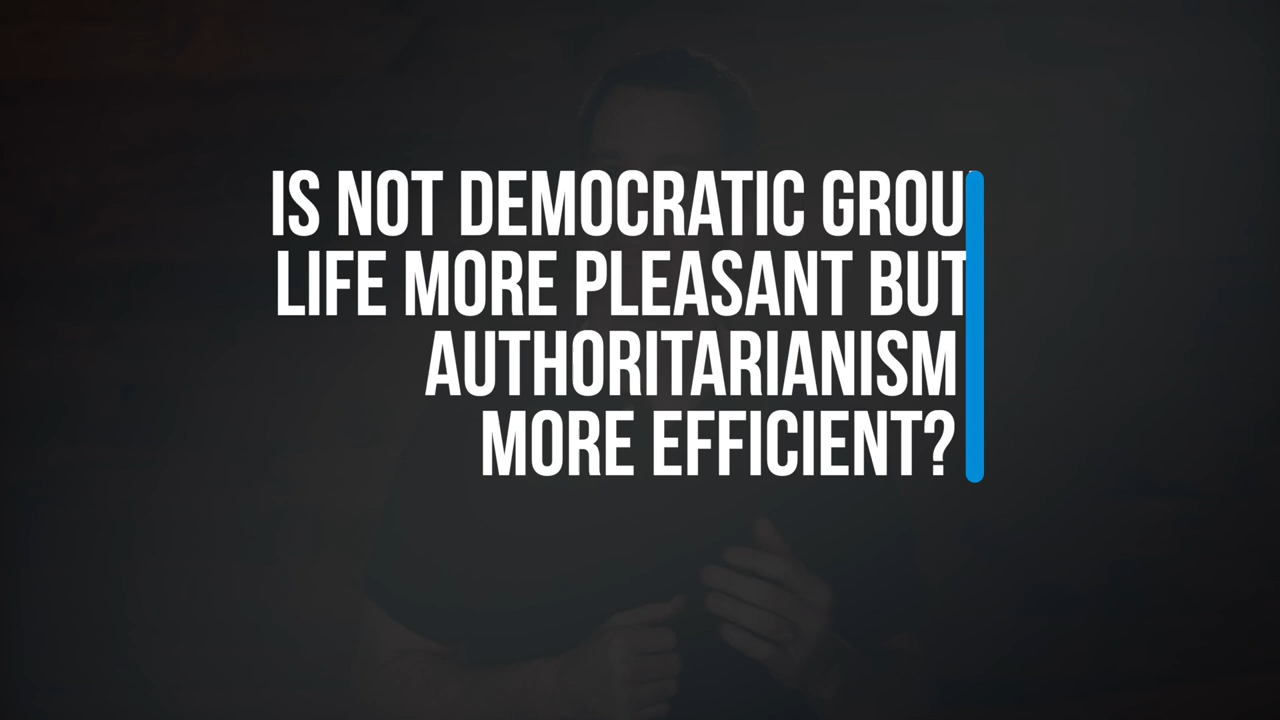 IS NOT DEMOCRATIC GROU
LIFE MORE PLEASANT BUT
AUTHORITARIANISM
MORE EFFICIENT?